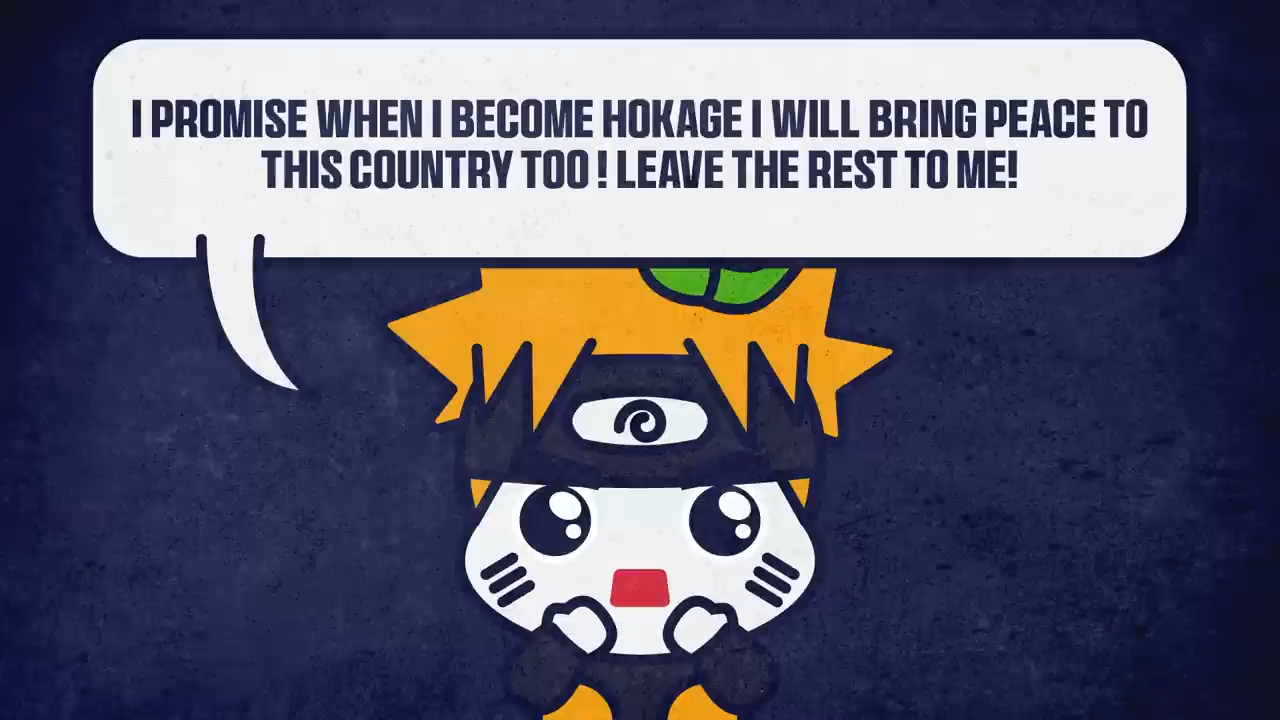 I PROMISE WHEN I BECOME HOKAGE I WILL BRING PEACE TO
THIS COUNTRY TOO ! LEAVE THE REST TO ME!